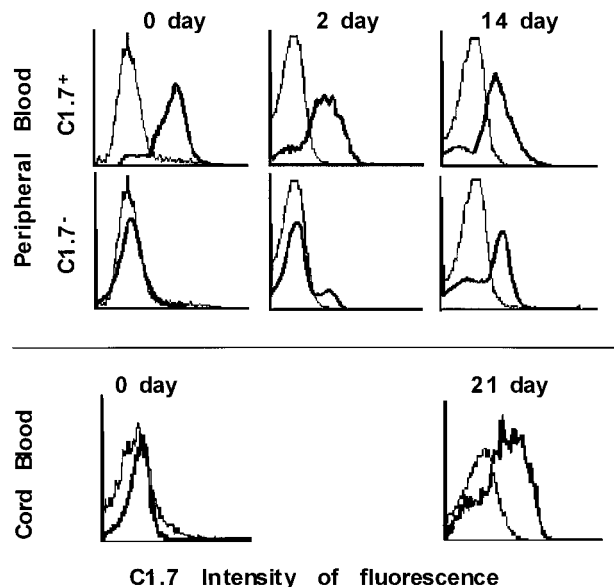 0 day 2 day 14 day
Peripheral Blood
C1.7⁺
C1.7⁻
0 day 21 day
Cord Blood
C1.7 Intensity of fluorescence